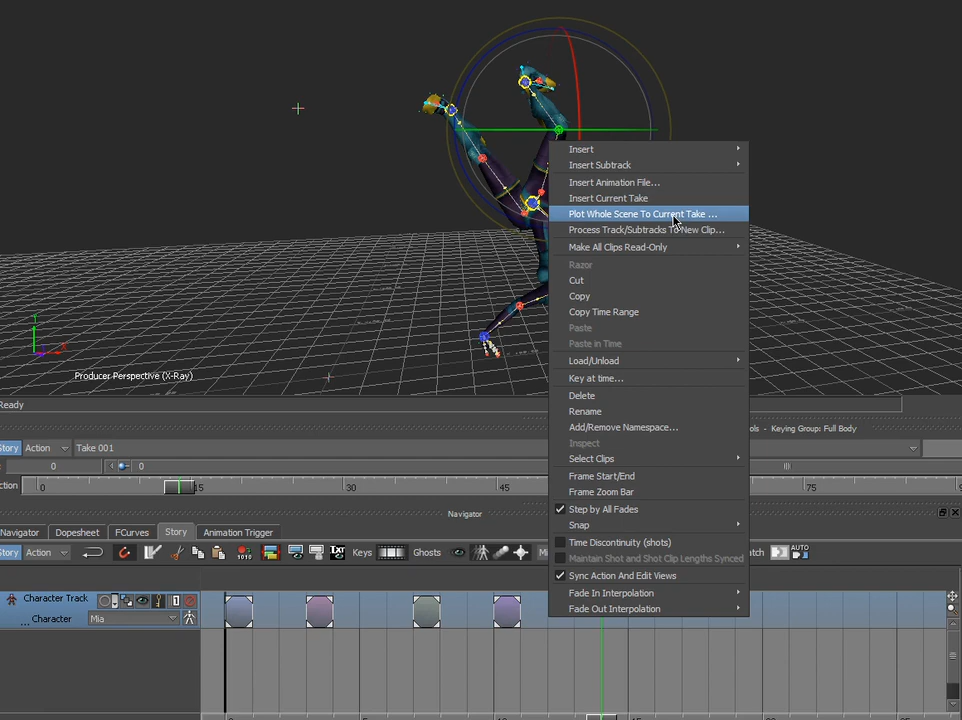 Insert
Insert Subtrack
Insert Animation File...
Insert Current Take
Plot Whole Scene To Current Take ...
Process Track/Subtracks To New Clip...
Make All Clips Read-Only
Razor
Cut
Copy
Copy Time Range
Paste
Paste in Time
Load/Unload
Key at time...
Delete
Rename
Add/Remove Namespace...
Inspect
Select Clips
Frame Start/End
Frame Zoom Bar
Step by All Fades
Snap
Time Discontinuity (shots)
Maintain Shot and Shot Clip Lengths Synced
Sync Action And Edit Views
Fade In Interpolation
Fade Out Interpolation
Producer Perspective (X-Ray)
Ready
ols - Keying Group: Full Body
Story Action Take 001
0 0
ction 0 15 30 45 75 9
Navigator
Navigator Dopesheet FCurves Story Animation Trigger
Story Action TXT Keys Ghosts M atch AUTO
Character Track
... Character Mia